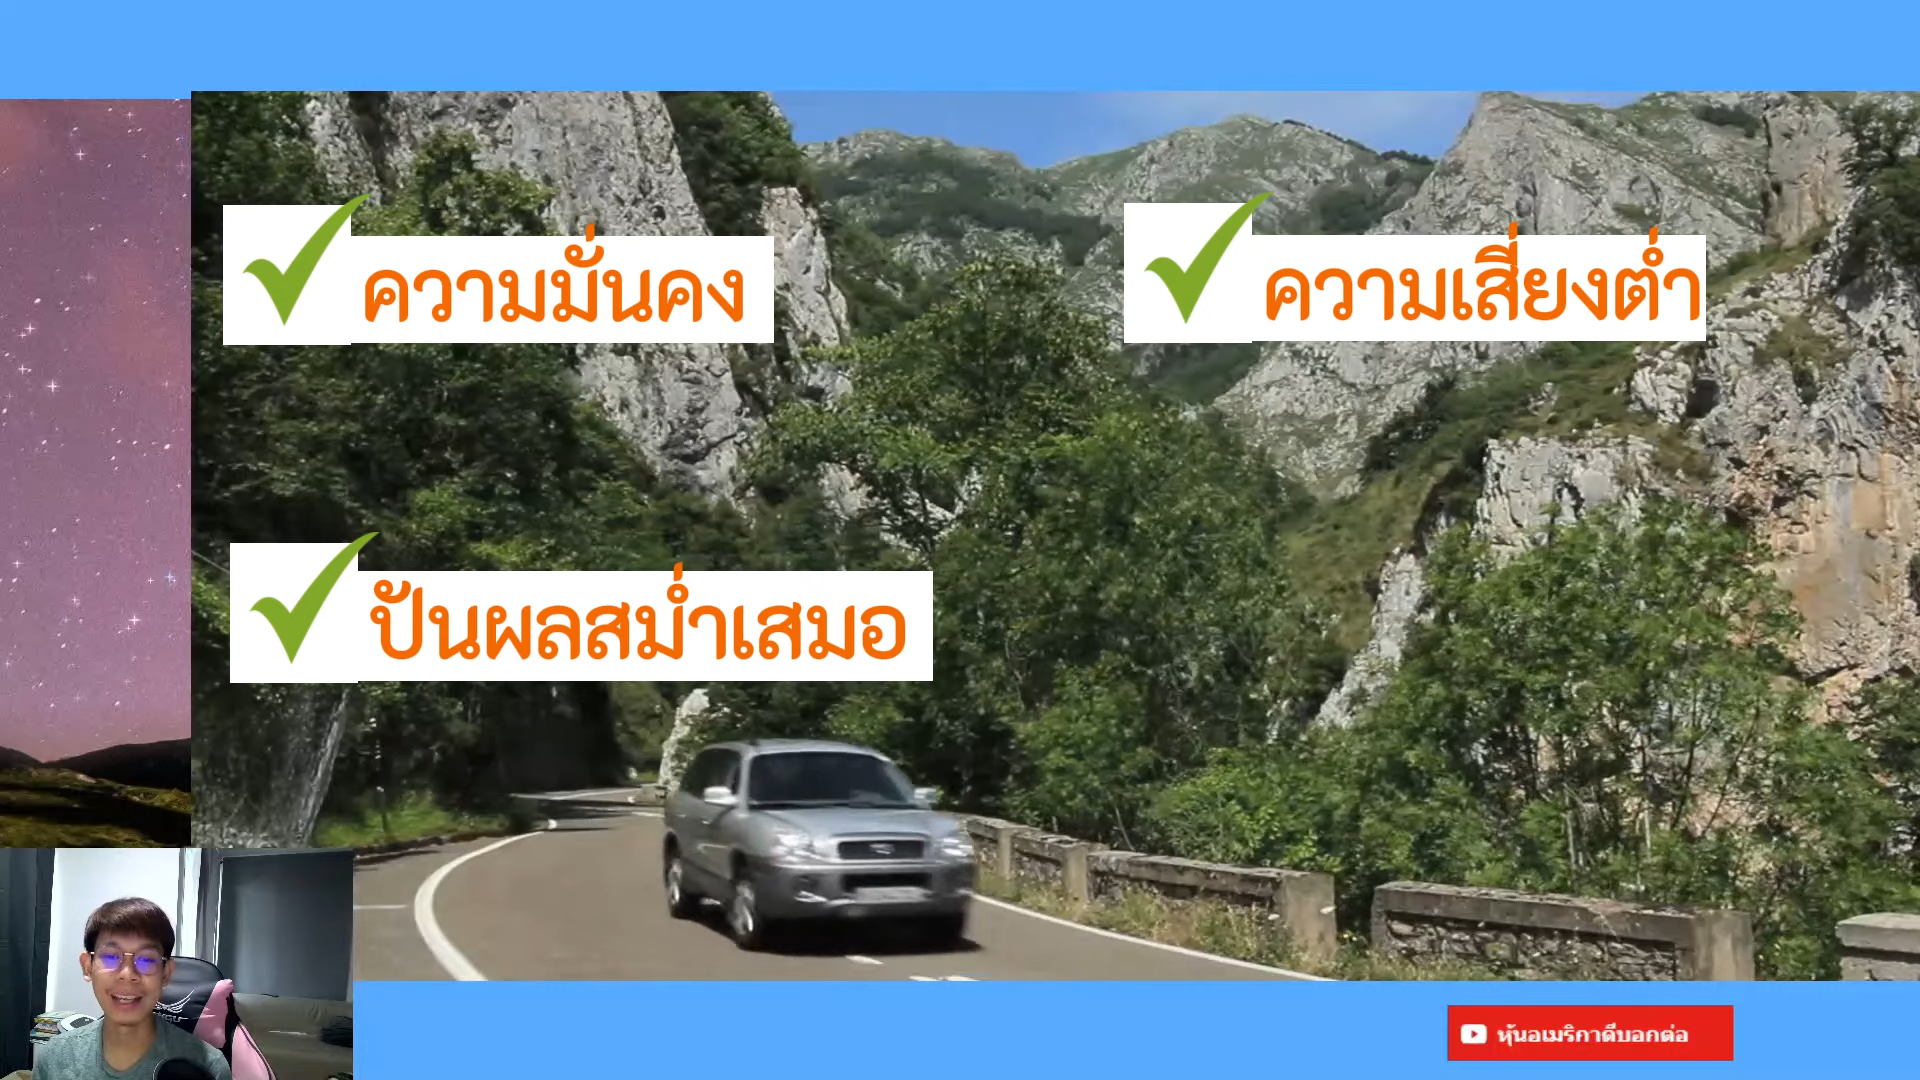 ความมั่นคง
ความเสี่ยงต่ำ
ปันผลสม่ำเสมอ
หุ้นอเมริกาดีบอกต่อ